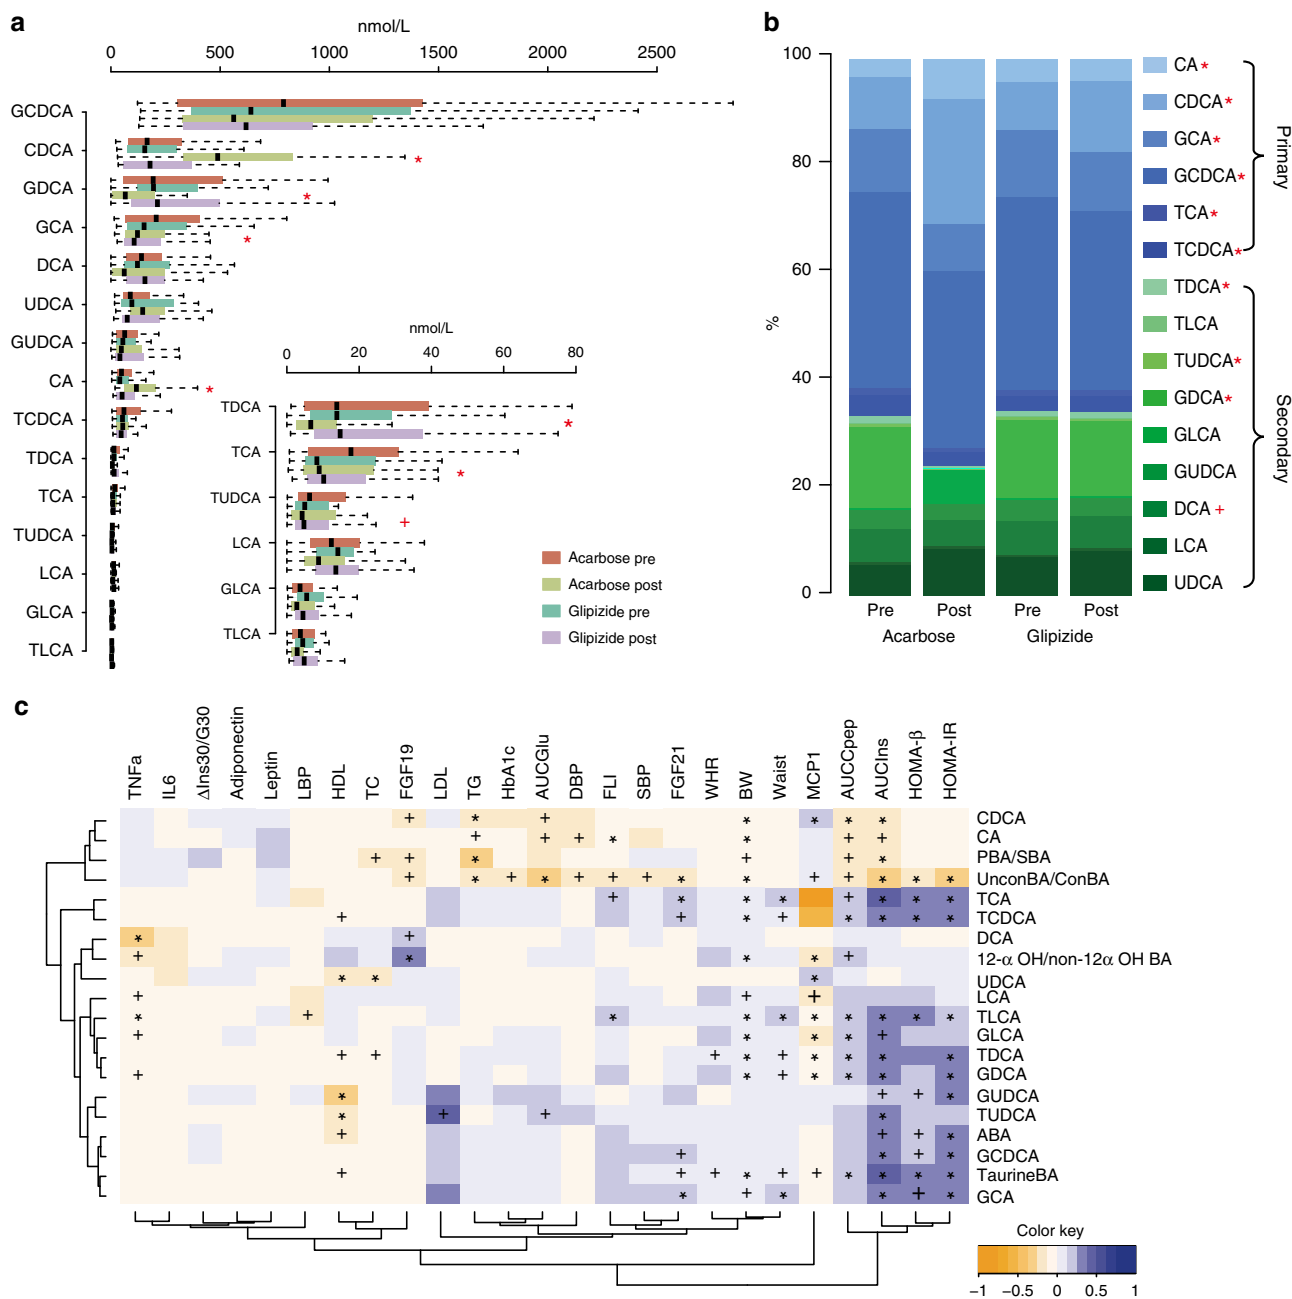 a
nmol/L
0 500 1000 1500 2000 2500
GCDCA
CDCA *
GDCA *
GCA *
DCA
UDCA
GUDCA
CA *
TCDCA
TDCA
TCA
TUDCA
LCA
GLCA
TLCA
nmol/L
0 20 40 60 80
TDCA *
TCA *
TUDCA +
LCA
GLCA
TLCA
Acarbose pre
Acarbose post
Glipizide pre
Glipizide post
b
100
80
60
40
20
0
%
Pre Post Pre Post
Acarbose Glipizide
CA *
CDCA *
GCA *
GCDCA *
TCA *
TCDCA *
TDCA *
TLCA
TUDCA *
GDCA *
GLCA
GUDCA
DCA +
LCA
UDCA
Primary
Secondary
c
TNFa IL6 ΔIns30/G30 Adiponectin Leptin LBP HDL TC FGF19 LDL TG HbA1c AUCGlu DBP FLI SBP FGF21 WHR BW Waist MCP1 AUCCpep AUCIns HOMA-β HOMA-IR
+ * + * * * * CDCA
+ + + * * + + CA
+ + * + + * PBA/SBA
+ * + * + + + * * + + * * * UnconBA/ConBA
+ * * * + * * * TCA
+ + * + * * * * TCDCA
* + DCA
+ * * * + 12-α OH/non-12α OH BA
* * * UDCA
+ + + LCA
* + * * * * * * * * TLCA
+ * * * + GLCA
+ + + * + * * * * TDCA
+ * + * * * * GDCA
* + + * GUDCA
* + + * TUDCA
+ + + * ABA
+ * + * GCDCA
+ + + * + + * * * * TaurineBA
* + * * + * GCA
Color key
−1 −0.5 0 0.5 1